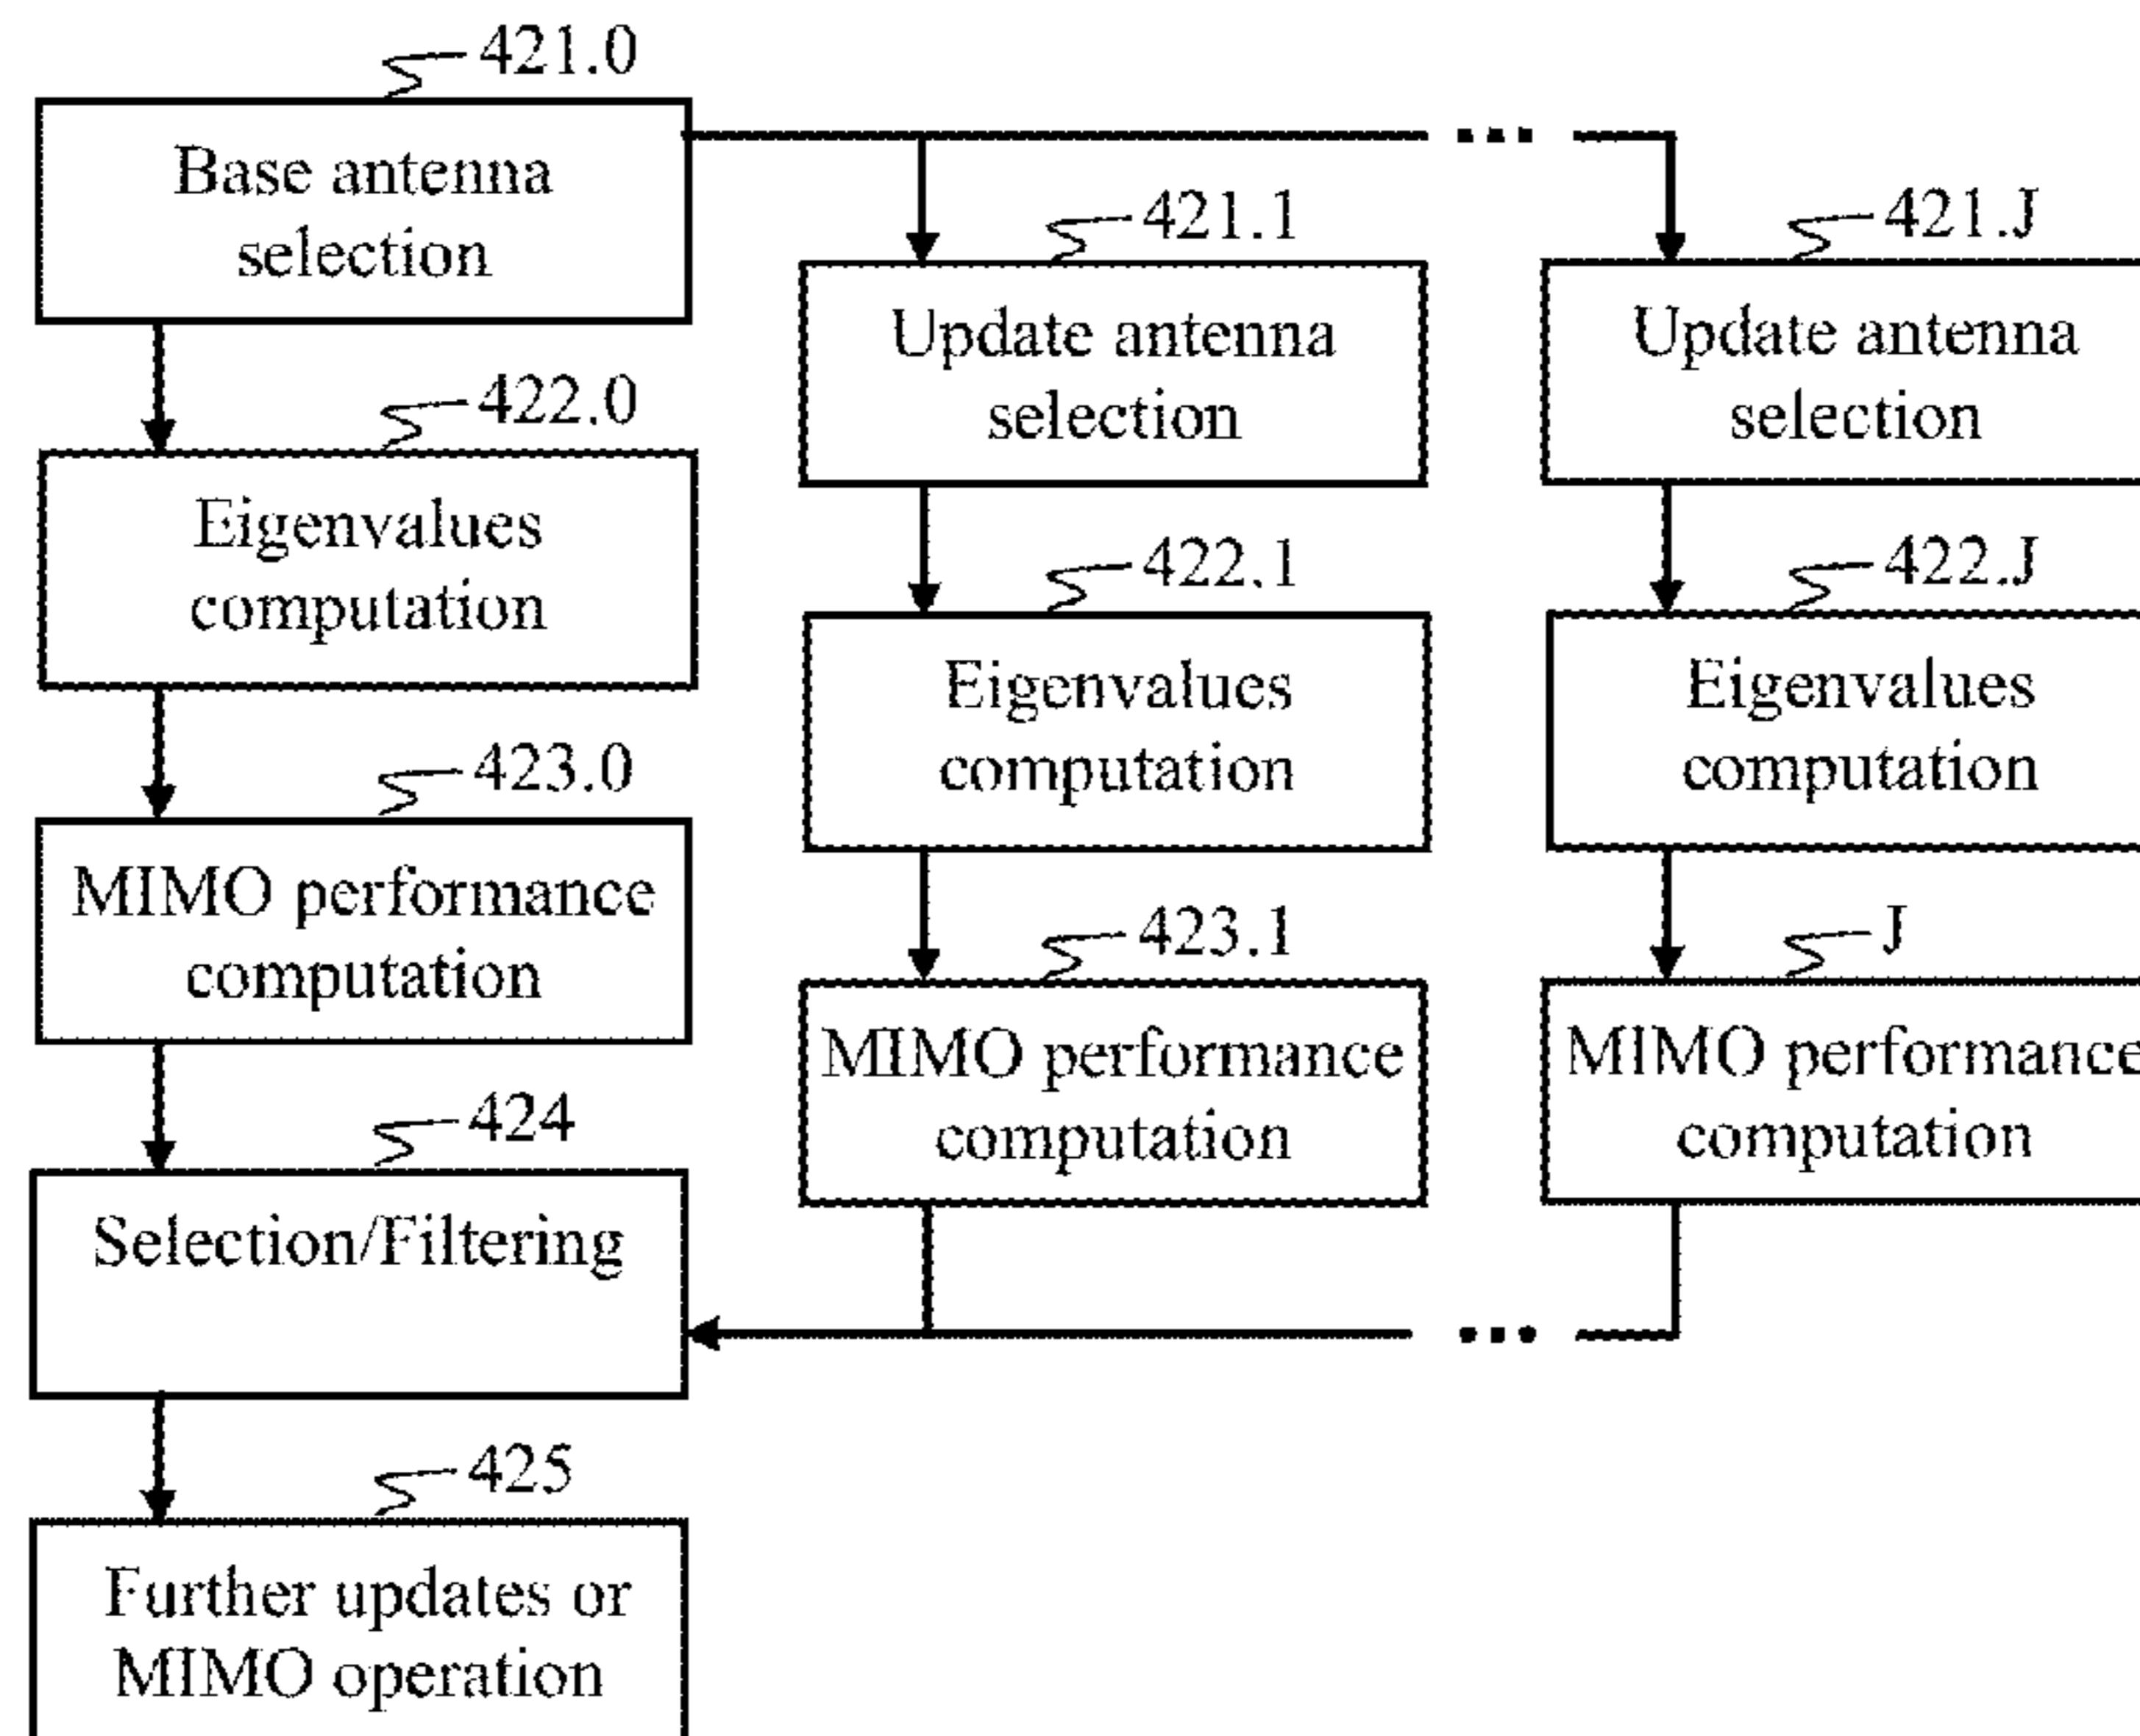 421.0
Base antenna
selection
421.1
Update antenna
selection
421.J
Update antenna
selection
422.0
Eigenvalues
computation
422.1
Eigenvalues
computation
422.J
Eigenvalues
computation
423.0
MIMO performance
computation
423.1
MIMO performance
computation
J
MIMO performance
computation
424
Selection/Filtering
425
Further updates or
MIMO operation
...
...